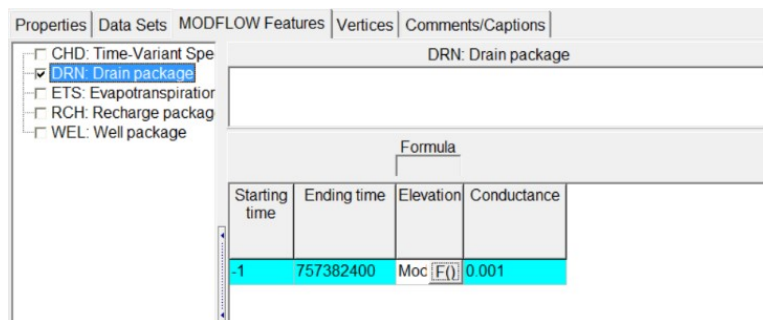 Properties Data Sets MODFLOW Features Vertices Comments/Captions
CHD: Time-Variant Spe
DRN: Drain package
ETS: Evapotranspiration
RCH: Recharge packag
WEL: Well package
DRN: Drain package
Formula
Starting time Ending time Elevation Conductance
-1 757382400 Moc F() 0.001